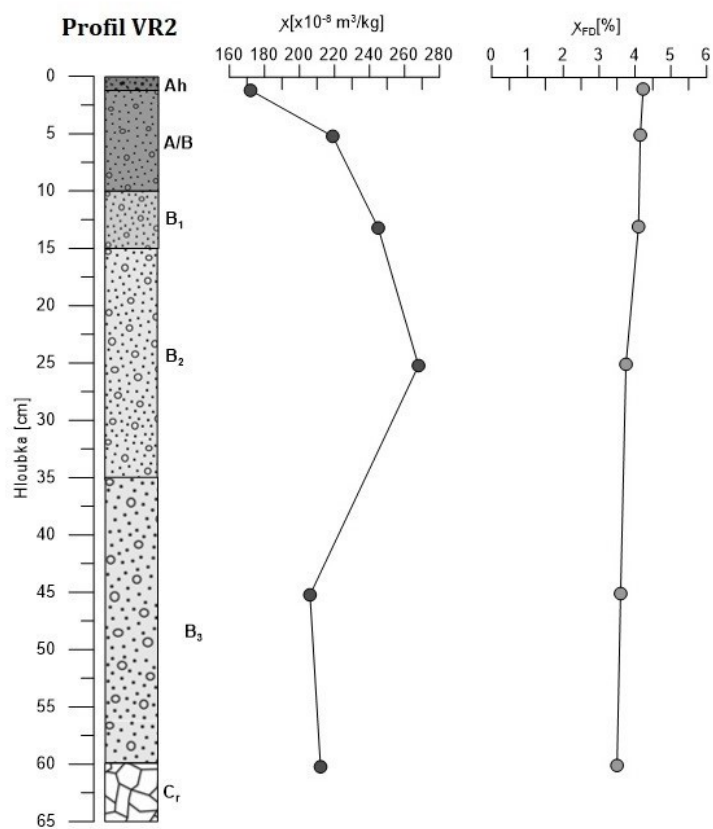 Profil VR2
χ[x10⁻⁸ m³/kg]
160 180 200 220 240 260 280
χFD[%]
0 1 2 3 4 5 6
Hloubka [cm]
0
5
10
15
20
25
30
35
40
45
50
55
60
65
Ah
A/B
B₁
B₂
B₃
Cᵣ